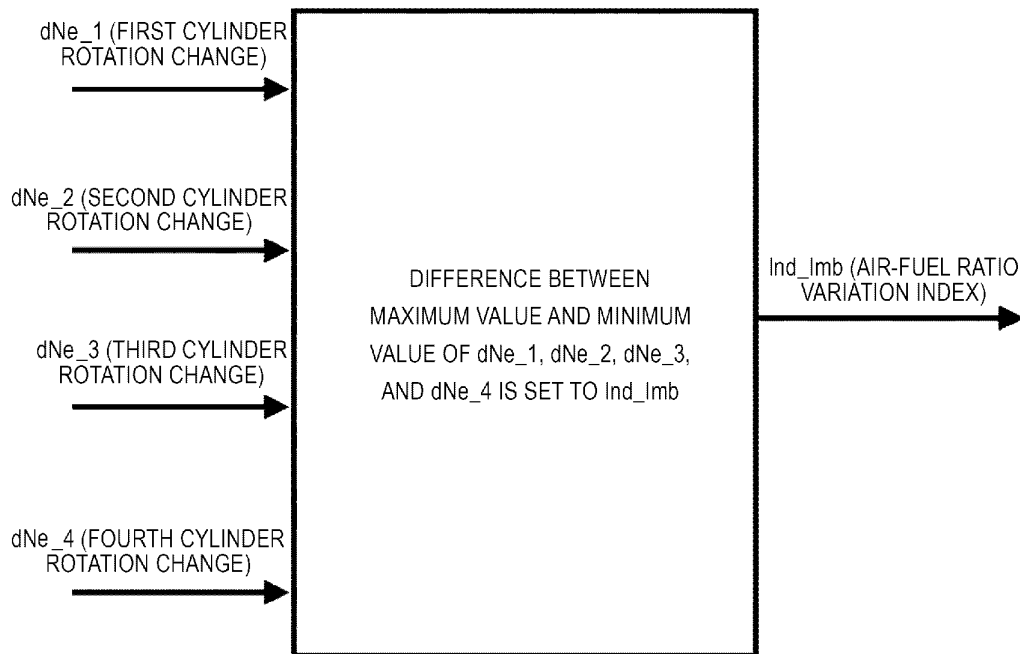 dNe_1 (FIRST CYLINDER
ROTATION CHANGE)
dNe_2 (SECOND CYLINDER
ROTATION CHANGE)
dNe_3 (THIRD CYLINDER
ROTATION CHANGE)
dNe_4 (FOURTH CYLINDER
ROTATION CHANGE)
DIFFERENCE BETWEEN
MAXIMUM VALUE AND MINIMUM
VALUE OF dNe_1, dNe_2, dNe_3,
AND dNe_4 IS SET TO Ind_Imb
Ind_Imb (AIR-FUEL RATIO
VARIATION INDEX)